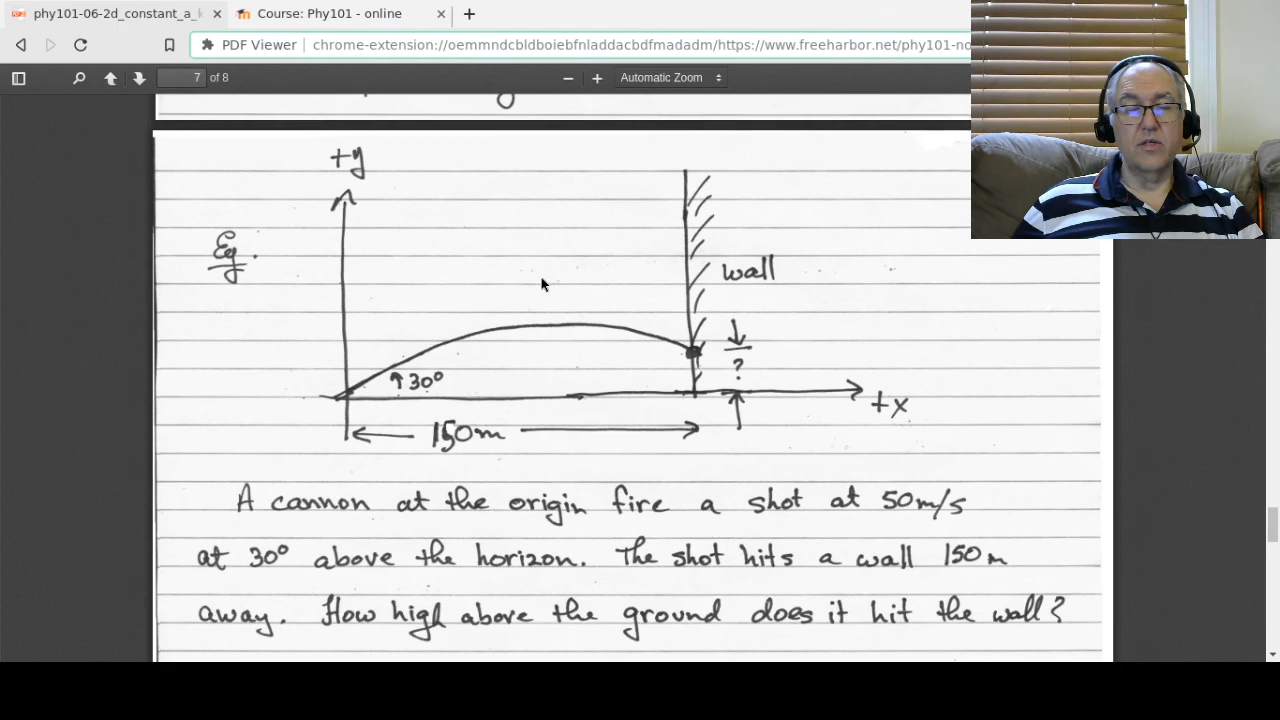 phy101-06-2d_constant_a_k
Course: Phy101 - online
PDF Viewer
chrome-extension://oemmndcbldboiebfnladdacbdfmadadm/https://www.freeharbor.net/phy101-no
7 of 8
Automatic Zoom
+y
Eg.
wall
?
30°
+x
150m
A cannon at the origin fire a shot at 50m/s
at 30° above the horizon. The shot hits a wall 150m
away. How high above the ground does it hit the wall?